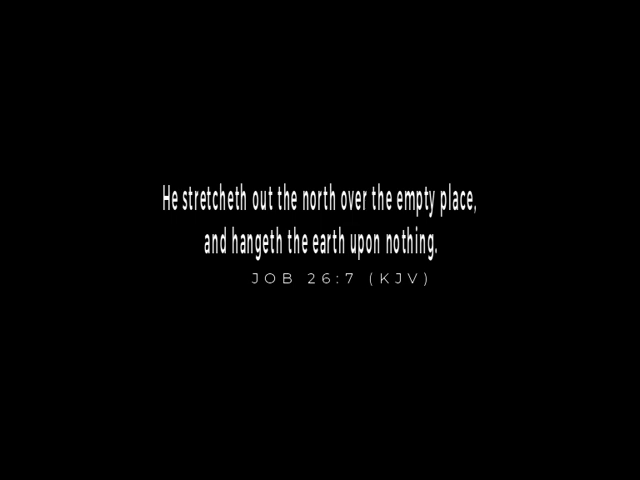 He stretcheth out the north over the empty place,
and hangeth the earth upon nothing.
JOB 26:7 (KJV)